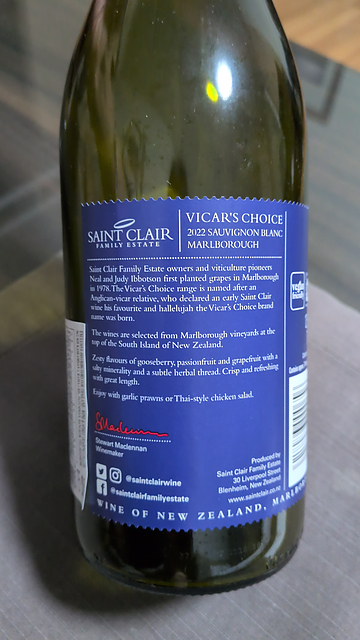 SAINT CLAIR
FAMILY ESTATE
VICAR'S CHOICE
2022 SAUVIGNON BLANC
MARLBOROUGH
Saint Clair Family Estate owners and viticulture pioneers
Neal and Judy Ibbotson first planted grapes in Marlborough
in 1978. The Vicar's Choice range is named after an
Anglican-vicar relative, who declared an early Saint Clair
wine his favourite and hallelujah the Vicar's Choice brand
name was born.
The wines are selected from Marlborough vineyards at the
top of the South Island of New Zealand.
Zesty flavours of gooseberry, passionfruit and grapefruit with a
salty minerality and a subtle herbal thread. Crisp and refreshing
with great length.
Enjoy with garlic prawns or Thai-style chicken salad.
Stewart Maclennan
Winemaker
@saintclairwine
@saintclairfamilyestate
Produced by
Saint Clair Family Estate
30 Liverpool Street
Blenheim, New Zealand
www.saintclair.co.nz
vegan
friendly
WINE OF NEW ZEALAND, MARLBOR